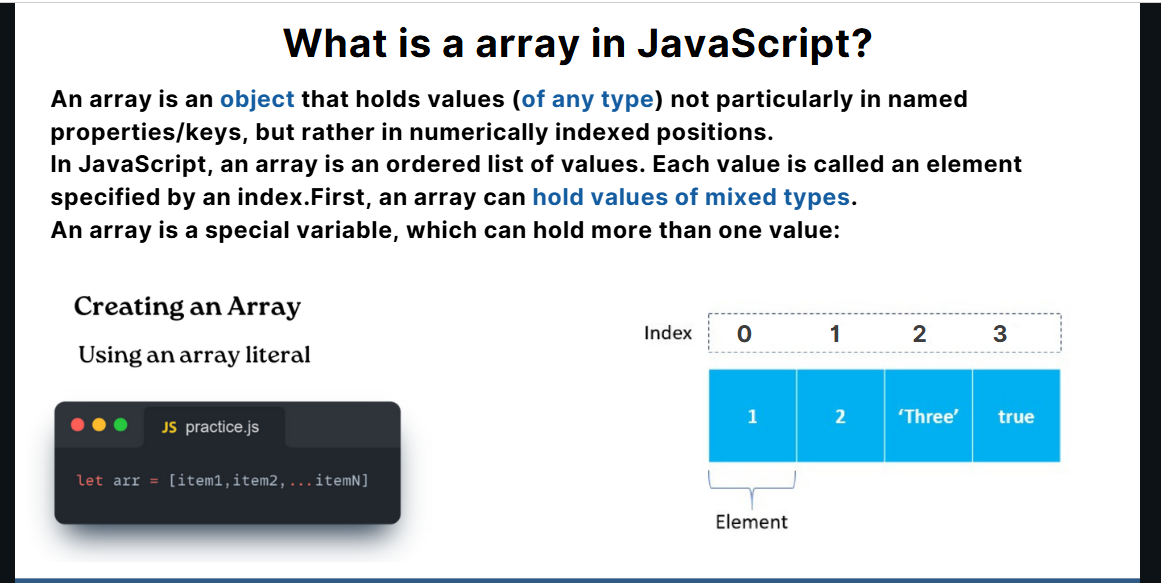 What is a array in JavaScript?
An array is an object that holds values (of any type) not particularly in named
properties/keys, but rather in numerically indexed positions.
In JavaScript, an array is an ordered list of values. Each value is called an element
specified by an index.First, an array can hold values of mixed types.
An array is a special variable, which can hold more than one value:
Creating an Array
Using an array literal
JS practice.js
let arr = [item1,item2,...itemN]
Index 0 1 2 3
1 2 ‘Three’ true
Element